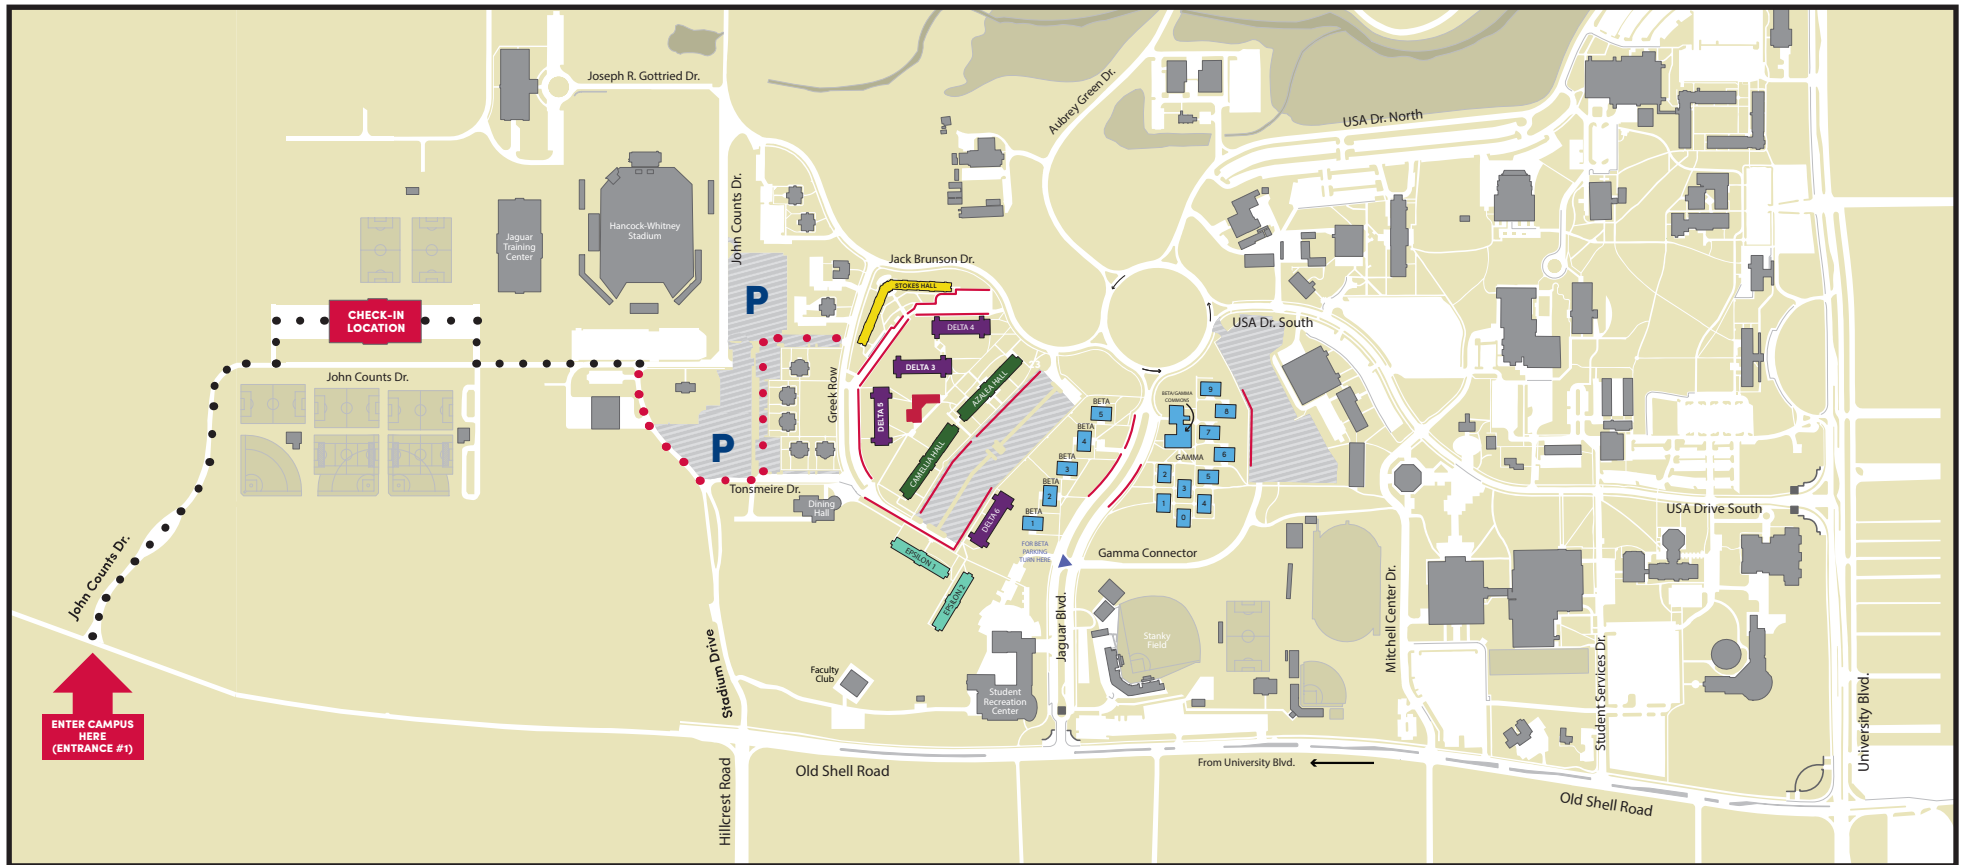 Joseph R. Gottried Dr.
Aubrey Green Dr.
USA Dr. North
John Counts Dr.
Hancock-Whitney
Stadium
Jaguar
Training
Center
Jack Brunson Dr.
STOKES HALL
P
CHECK-IN
LOCATION
DELTA 4
USA Dr. South
John Counts Dr.
DELTA 3
AZALEA HALL
Greek Row
DELTA 5
BETA/GAMMA
COMMONS
9
8
7
6
BETA
5
BETA
4
BETA
3
BETA
2
BETA
1
GAMMA
2
5
3
1
4
0
P
CAMELLIA HALL
Tonsmeire Dr.
Dining
Hall
DELTA 6
USA Drive South
EPSILON 1
EPSILON 2
FOR BETA
PARKING
TURN HERE
Gamma Connector
John Counts Dr.
Jaguar Blvd.
Mitchell Center Dr.
Stanky
Field
Stadium Drive
Faculty
Club
Student
Recreation
Center
Student Services Dr.
University Blvd.
ENTER CAMPUS
HERE
(ENTRANCE #1)
Hillcrest Road
Old Shell Road
From University Blvd.
Old Shell Road